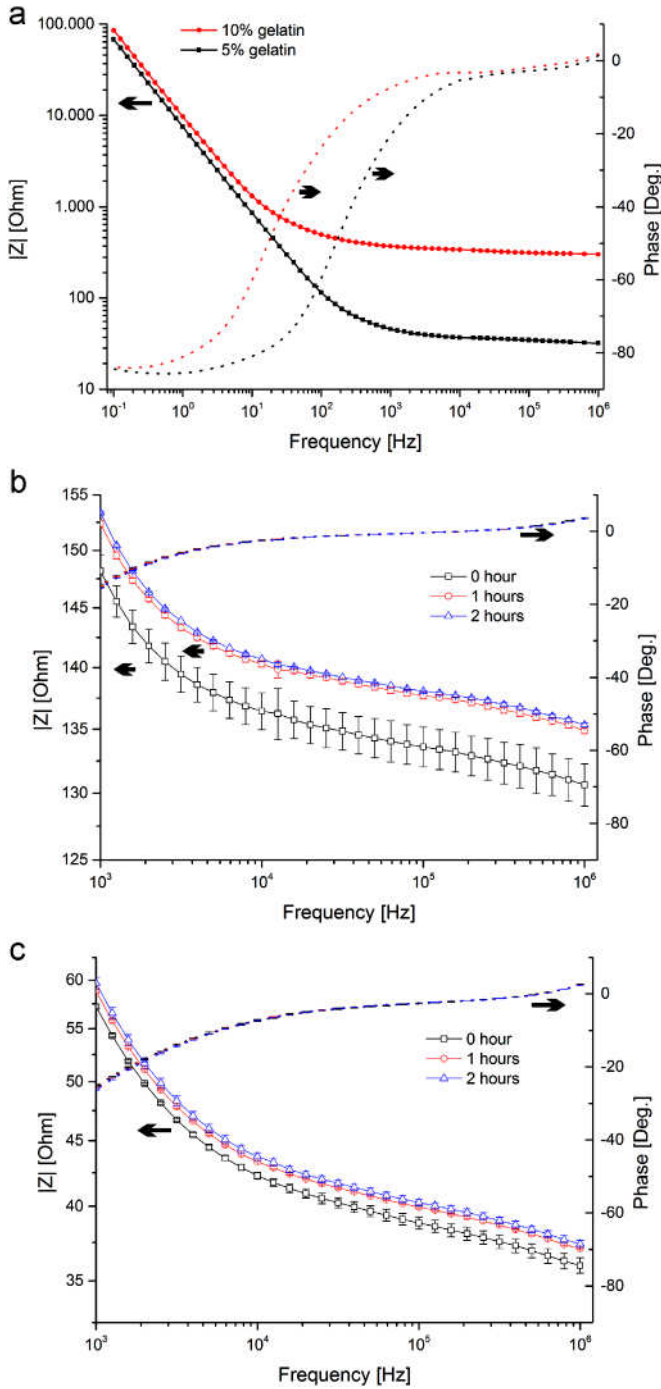 a
10% gelatin
5% gelatin
100.000
10.000
1.000
100
10
|Z| [Ohm]
0
-20
-40
-60
-80
Phase [Deg.]
10⁻¹ 10⁰ 10¹ 10² 10³ 10⁴ 10⁵ 10⁶
Frequency [Hz]
b
155
150
145
140
135
130
125
|Z| [Ohm]
0 hour
1 hours
2 hours
0
-20
-40
-60
-80
Phase [Deg.]
10³ 10⁴ 10⁵ 10⁶
Frequency [Hz]
c
60
55
50
45
40
35
|Z| [Ohm]
0 hour
1 hours
2 hours
0
-20
-40
-60
-80
Phase [Deg.]
10³ 10⁴ 10⁵ 10⁶
Frequency [Hz]